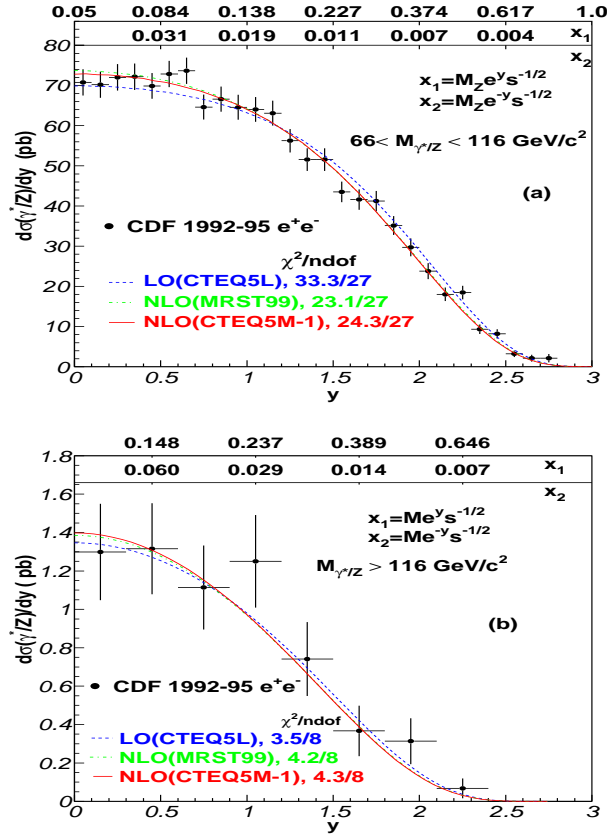 0.05 0.084 0.138 0.227 0.374 0.617 1.0
0.031 0.019 0.011 0.007 0.004 x₁
x₂
80
70
60
50
40
30
20
10
0
dσ(γ*/Z)/dy (pb)
x₁=M_Z e^y s^-1/2
x₂=M_Z e^-y s^-1/2
66< M_γ*/Z < 116 GeV/c²
(a)
CDF 1992-95 e⁺e⁻
χ²/ndof
LO(CTEQ5L), 33.3/27
NLO(MRST99), 23.1/27
NLO(CTEQ5M-1), 24.3/27
0 0.5 1 1.5 2 2.5 3
y
0.148 0.237 0.389 0.646
0.060 0.029 0.014 0.007 x₁
x₂
1.8
1.6
1.4
1.2
1
0.8
0.6
0.4
0.2
0
dσ(γ*/Z)/dy ( pb)
x₁=Me^y s^-1/2
x₂=Me^-y s^-1/2
M_γ*/Z > 116 GeV/c²
(b)
CDF 1992-95 e⁺e⁻
χ²/ndof
LO(CTEQ5L), 3.5/8
NLO(MRST99), 4.2/8
NLO(CTEQ5M-1), 4.3/8
0 0.5 1 1.5 2 2.5 3
y